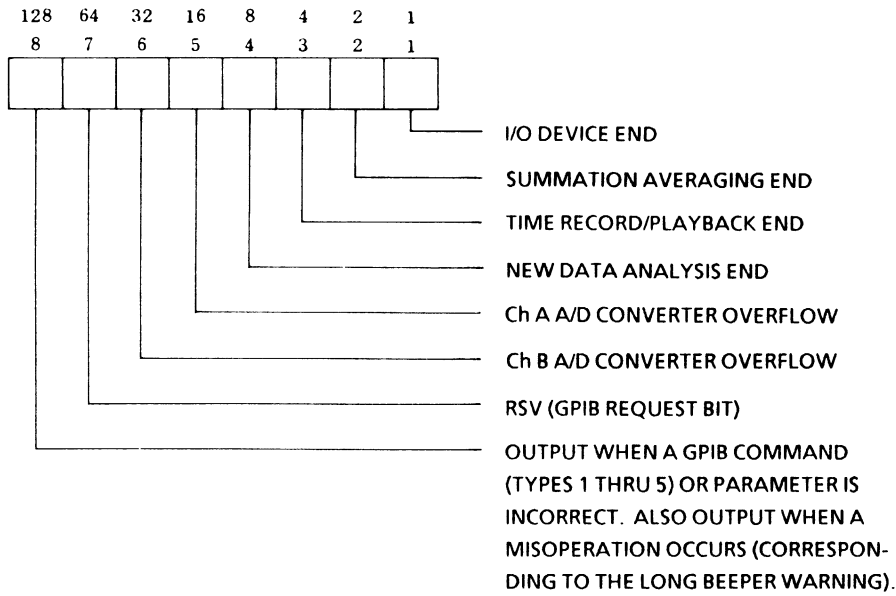 128 64 32 16 8 4 2 1
8 7 6 5 4 3 2 1
I/O DEVICE END
SUMMATION AVERAGING END
TIME RECORD/PLAYBACK END
NEW DATA ANALYSIS END
Ch A A/D CONVERTER OVERFLOW
Ch B A/D CONVERTER OVERFLOW
RSV (GPIB REQUEST BIT)
OUTPUT WHEN A GPIB COMMAND
(TYPES 1 THRU 5) OR PARAMETER IS
INCORRECT. ALSO OUTPUT WHEN A
MISOPERATION OCCURS (CORRESPON-
DING TO THE LONG BEEPER WARNING).